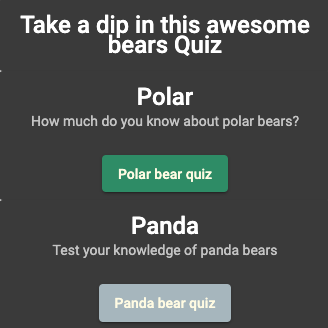 Take a dip in this awesome
bears Quiz
Polar
How much do you know about polar bears?
Polar bear quiz
Panda
Test your knowledge of panda bears
Panda bear quiz